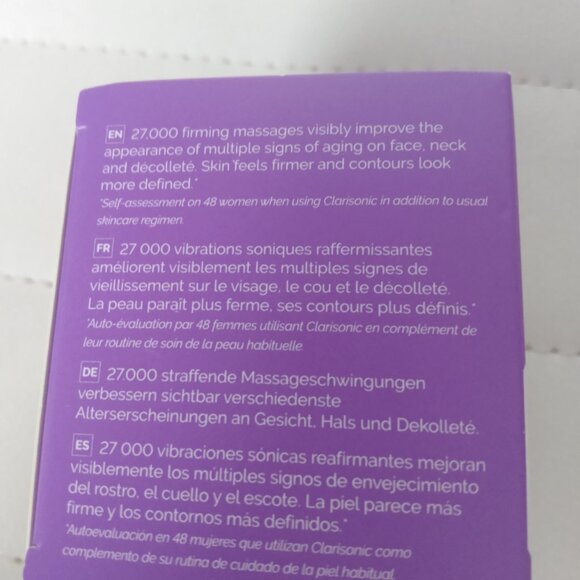 EN 27.000 firming massages visibly improve the
appearance of multiple signs of aging on face, neck
and décolleté. Skin feels firmer and contours look
more defined.*
*Self-assessment on 48 women when using Clarisonic in addition to usual
skincare regimen.
FR 27 000 vibrations soniques raffermissantes
améliorent visiblement les multiples signes de
vieillissement sur le visage, le cou et le décolleté.
La peau paraît plus ferme, ses contours plus définis.*
*Auto-évaluation par 48 femmes utilisant Clarisonic en complément de
leur routine de soin de la peau habituelle.
DE 27.000 straffende Massageschwingungen
verbessern sichtbar verschiedenste
Alterserscheinungen an Gesicht, Hals und Dekolleté.
ES 27 000 vibraciones sónicas reafirmantes mejoran
visiblemente los múltiples signos de envejecimiento
del rostro, el cuello y el escote. La piel parece más
firme y los contornos más definidos.*
*Autoevaluación en 48 mujeres que utilizan Clarisonic como
complemento de su rutina de cuidado de la piel habitual.